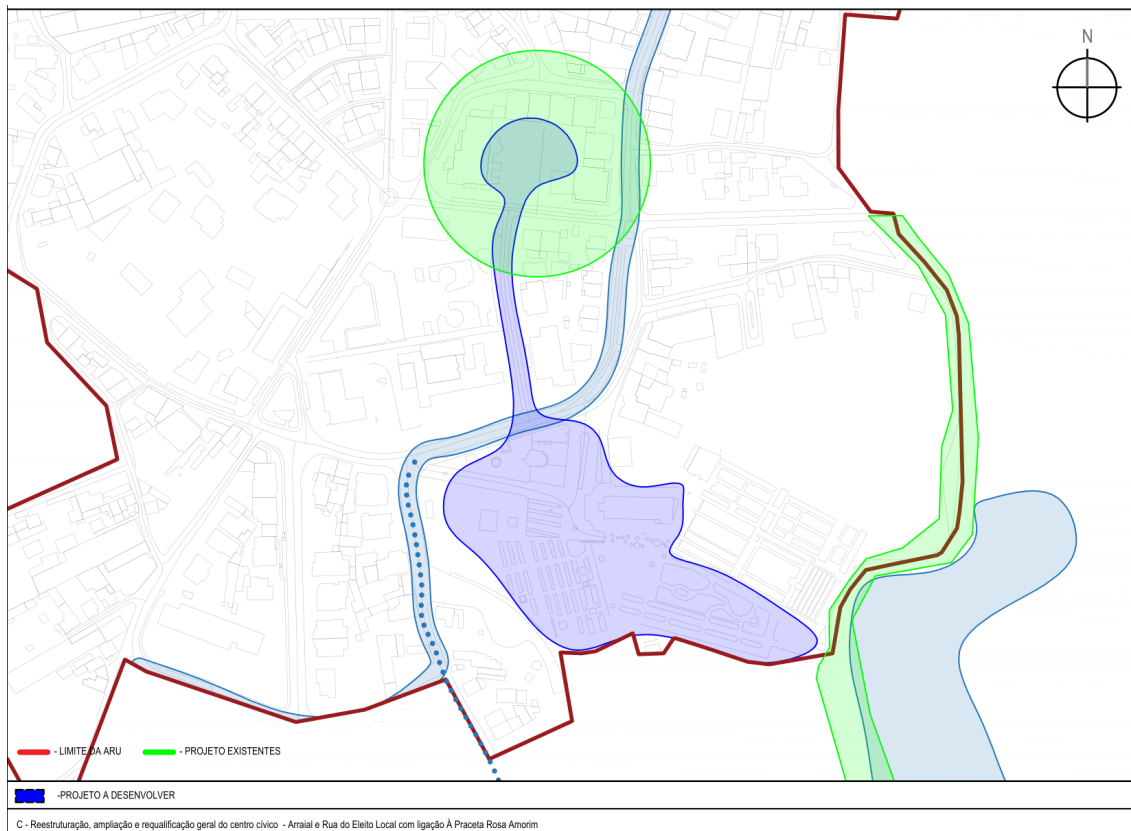 N
- LIMITE DA ARU - PROJETO EXISTENTES
-PROJETO A DESENVOLVER
C - Reestruturação, ampliação e requalificação geral do centro cívico - Arraial e Rua do Eleito Local com ligação À Praceta Rosa Amorim